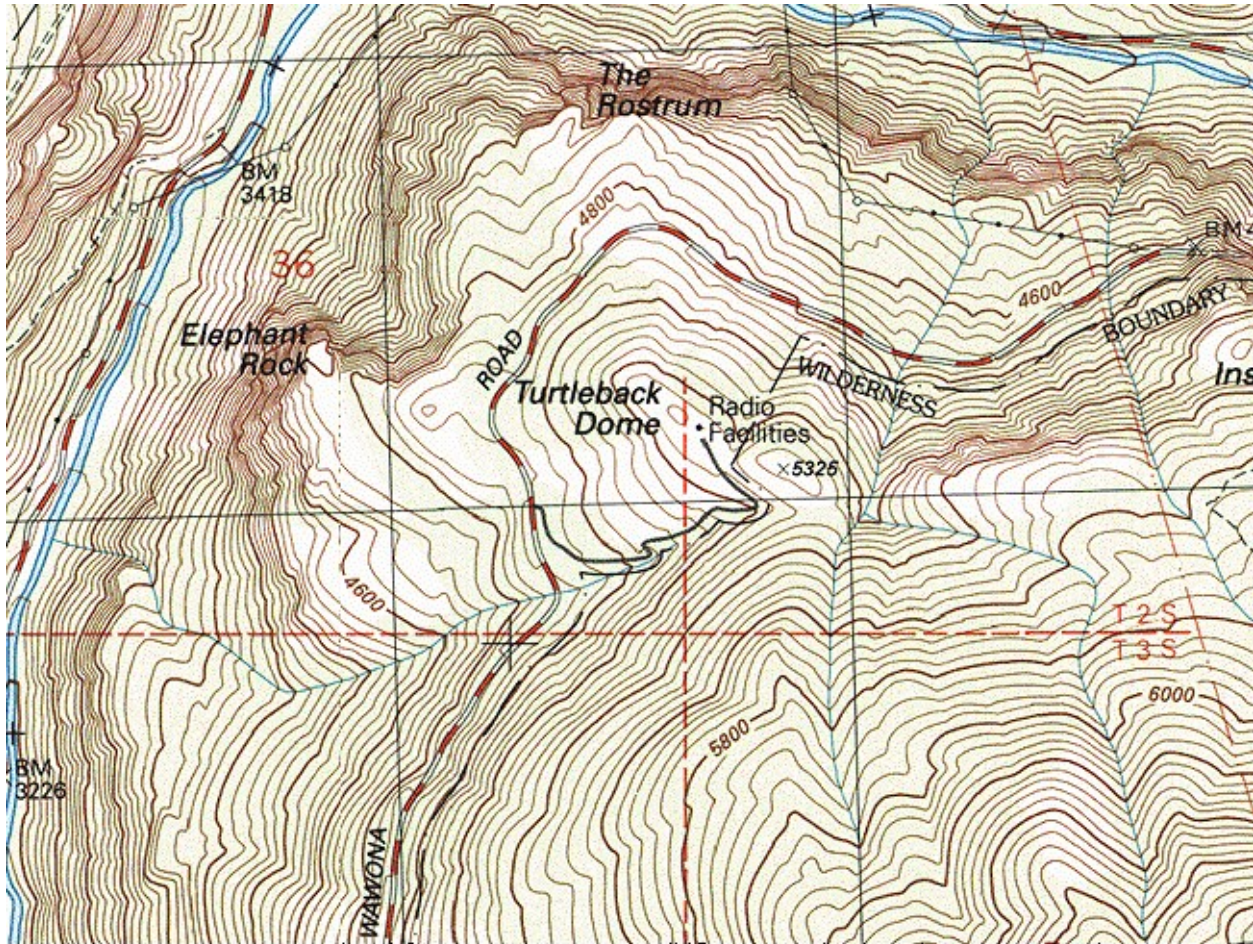 The
Rostrum
BM
3418
4800
36
BM 4
4600
BOUNDARY
Elephant
Rock
ROAD
WILDERNESS
Ins
Turtleback
Dome
Radio
Facilities
×5325
4600
T 2 S
T 3 S
6000
5800
BM
3226
WAWONA